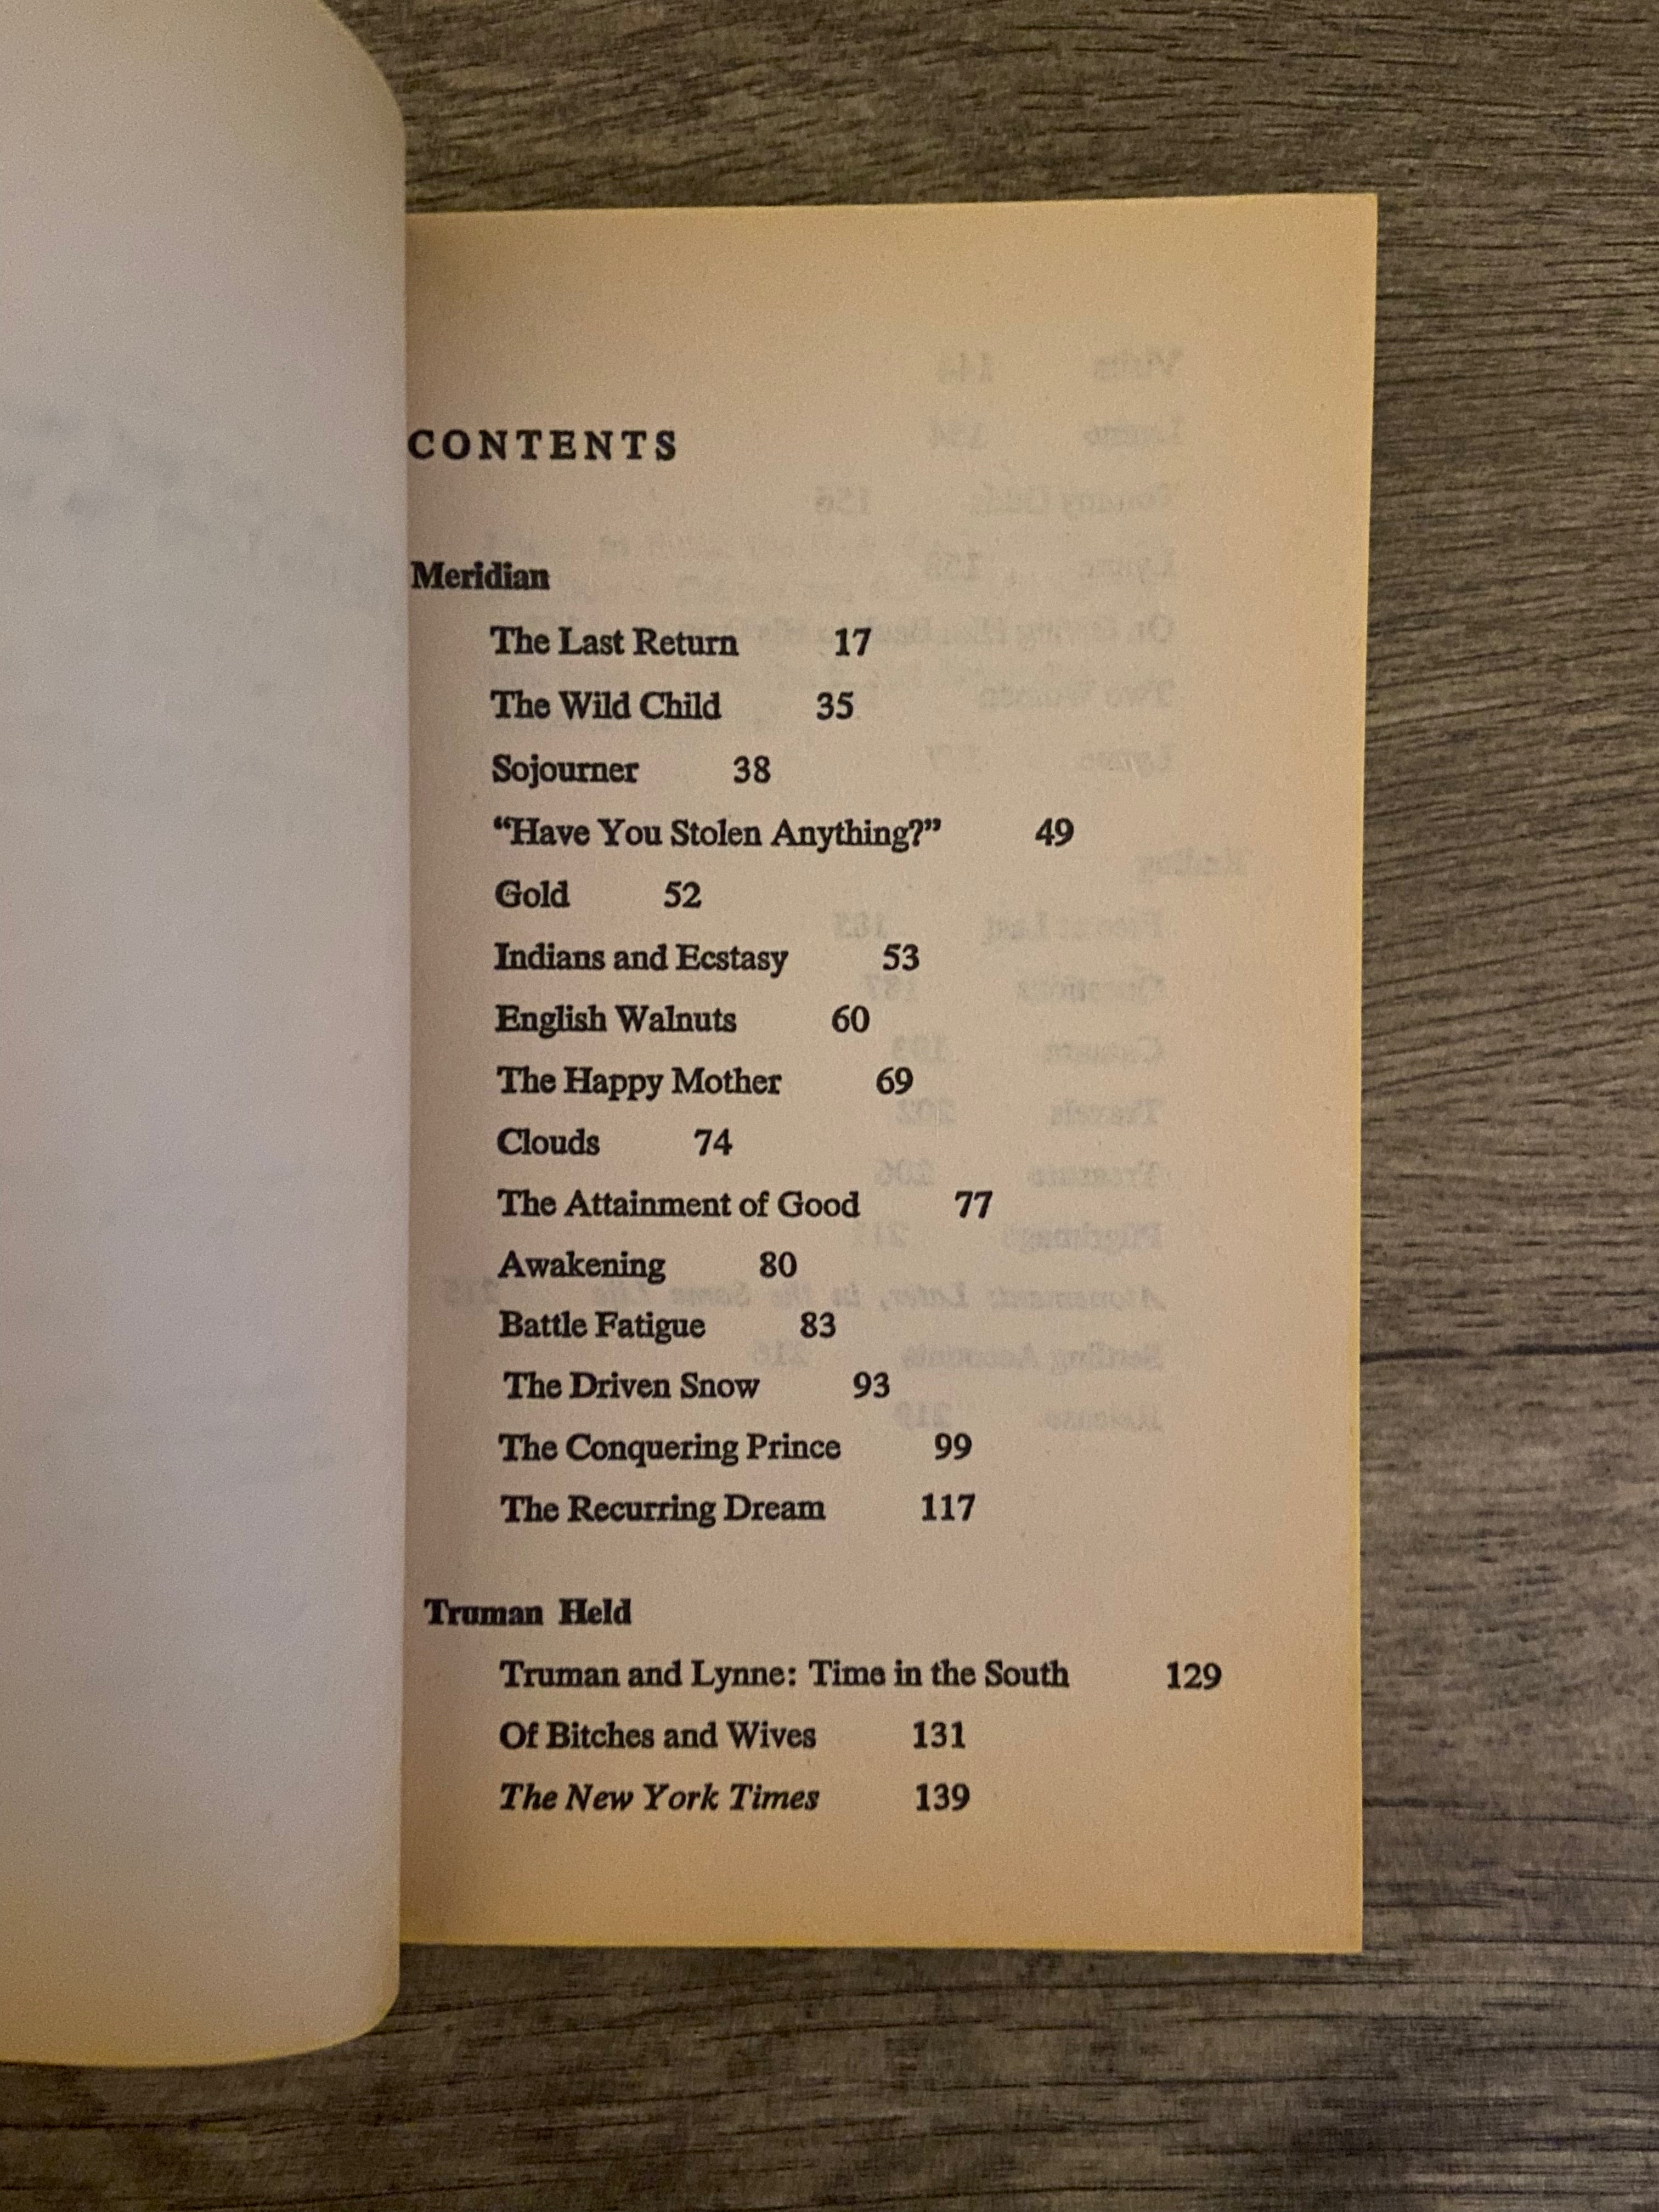 CONTENTS
Meridian
The Last Return 17
The Wild Child 35
Sojourner 38
“Have You Stolen Anything?” 49
Gold 52
Indians and Ecstasy 53
English Walnuts 60
The Happy Mother 69
Clouds 74
The Attainment of Good 77
Awakening 80
Battle Fatigue 83
The Driven Snow 93
The Conquering Prince 99
The Recurring Dream 117
Truman Held
Truman and Lynne: Time in the South 129
Of Bitches and Wives 131
The New York Times 139